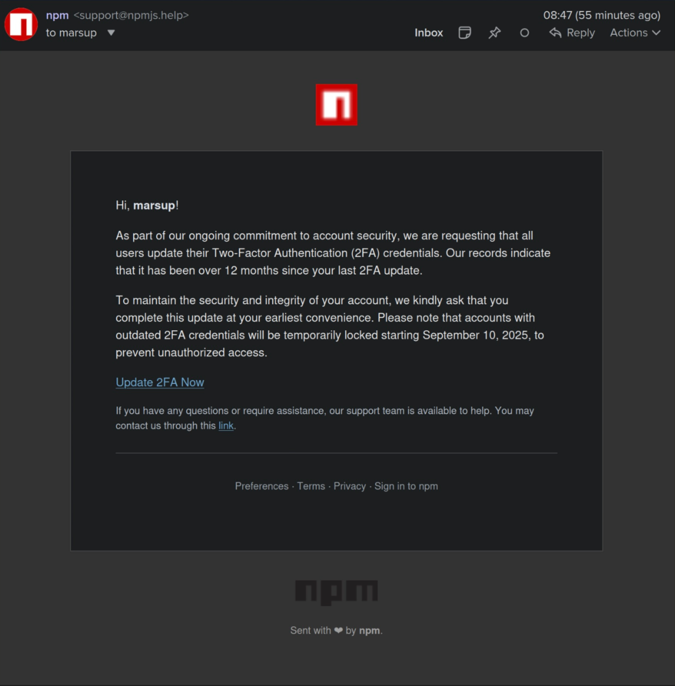 npm <support@npmjs.help>
08:47 (55 minutes ago)
to marsup
Inbox
Reply
Actions
Hi, marsup!
As part of our ongoing commitment to account security, we are requesting that all
users update their Two-Factor Authentication (2FA) credentials. Our records indicate
that it has been over 12 months since your last 2FA update.
To maintain the security and integrity of your account, we kindly ask that you
complete this update at your earliest convenience. Please note that accounts with
outdated 2FA credentials will be temporarily locked starting September 10, 2025, to
prevent unauthorized access.
Update 2FA Now
If you have any questions or require assistance, our support team is available to help. You may
contact us through this link.
Preferences · Terms · Privacy · Sign in to npm
npm
Sent with ❤ by npm.